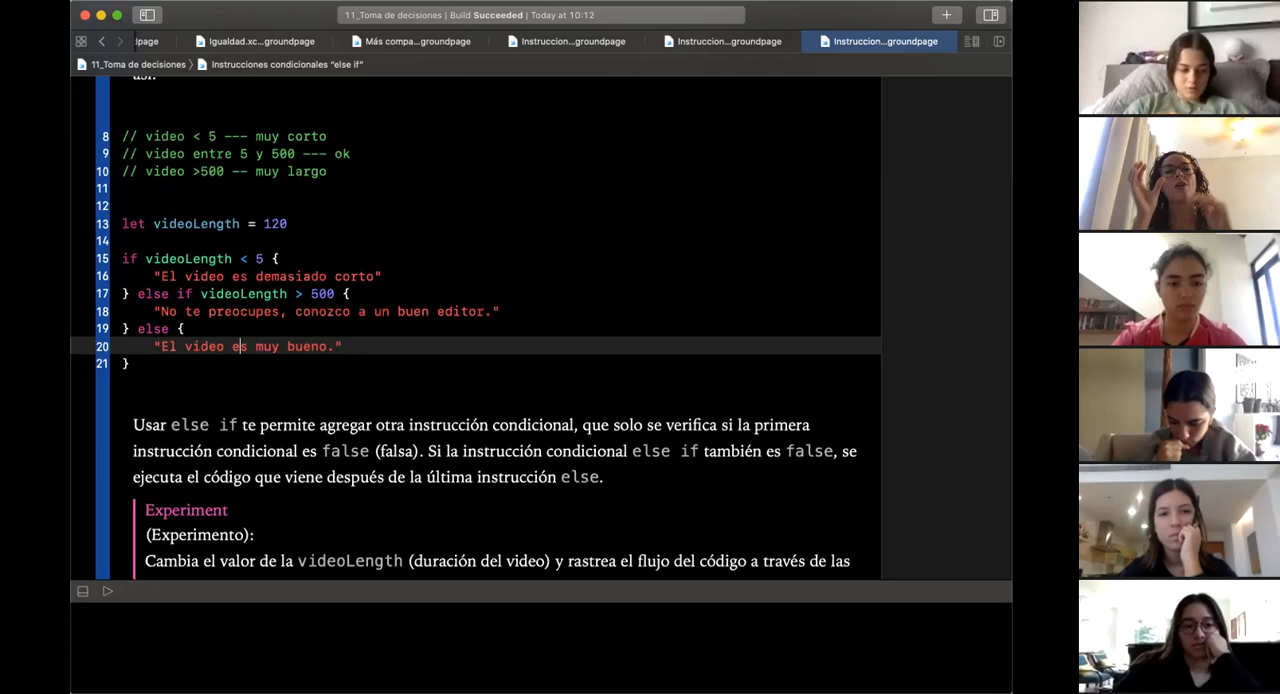 11_Toma de decisiones | Build Succeeded | Today at 10:12
lpage
Igualdad.xc...groundpage
Más compa...groundpage
Instruccion...groundpage
Instruccion...groundpage
Instruccion...groundpage
11_Toma de decisiones
Instrucciones condicionales “else if”
así:
8 // video < 5 --- muy corto
9 // video entre 5 y 500 --- ok
10 // video >500 -- muy largo
11
12
13 let videoLength = 120
14
15 if videoLength < 5 {
16 "El video es demasiado corto"
17 } else if videoLength > 500 {
18 "No te preocupes, conozco a un buen editor."
19 } else {
20 "El video es muy bueno."
21 }
Usar else if te permite agregar otra instrucción condicional, que solo se verifica si la primera
instrucción condicional es false (falsa). Si la instrucción condicional else if también es false, se
ejecuta el código que viene después de la última instrucción else.
Experiment
(Experimento):
Cambia el valor de la videoLength (duración del video) y rastrea el flujo del código a través de las